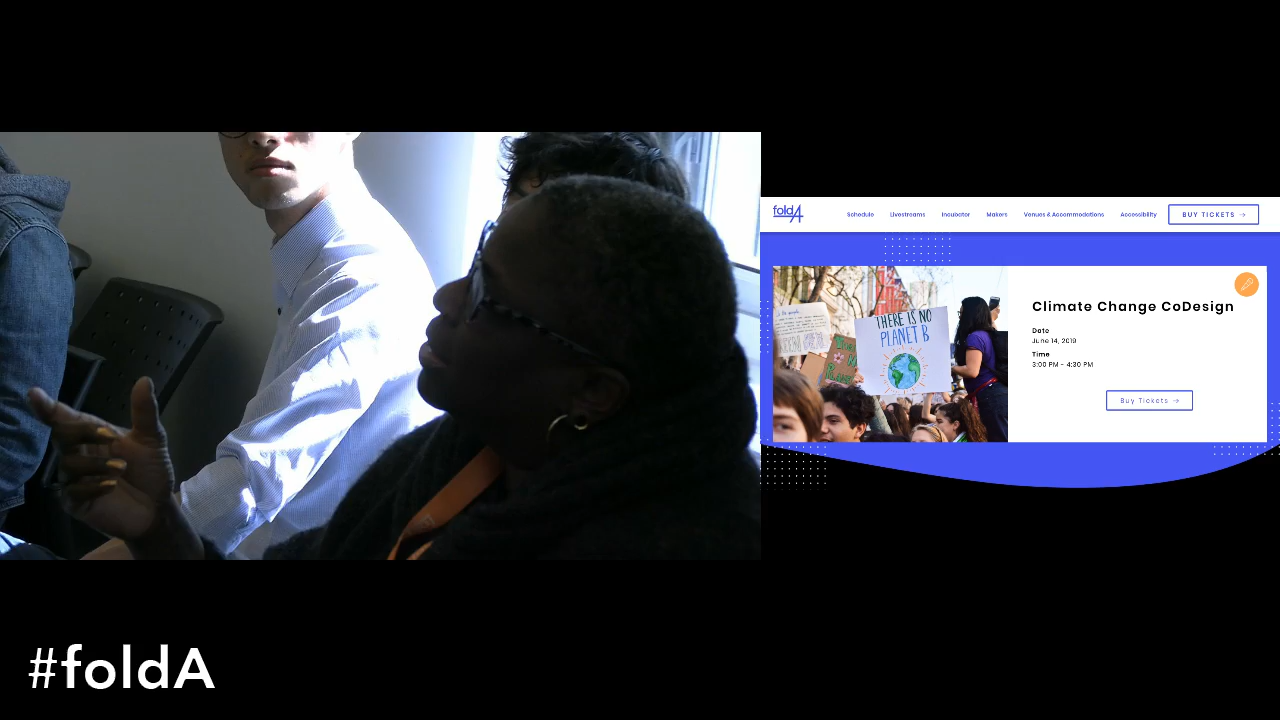 foldA
Schedule
Livestreams
Incubator
Makers
Venues & Accommodations
Accessibility
BUY TICKETS →
THERE IS NO
PLANET B
Climate Change CoDesign
Date
June 14, 2019
Time
3:00 PM - 4:30 PM
Buy Tickets →
#foldA